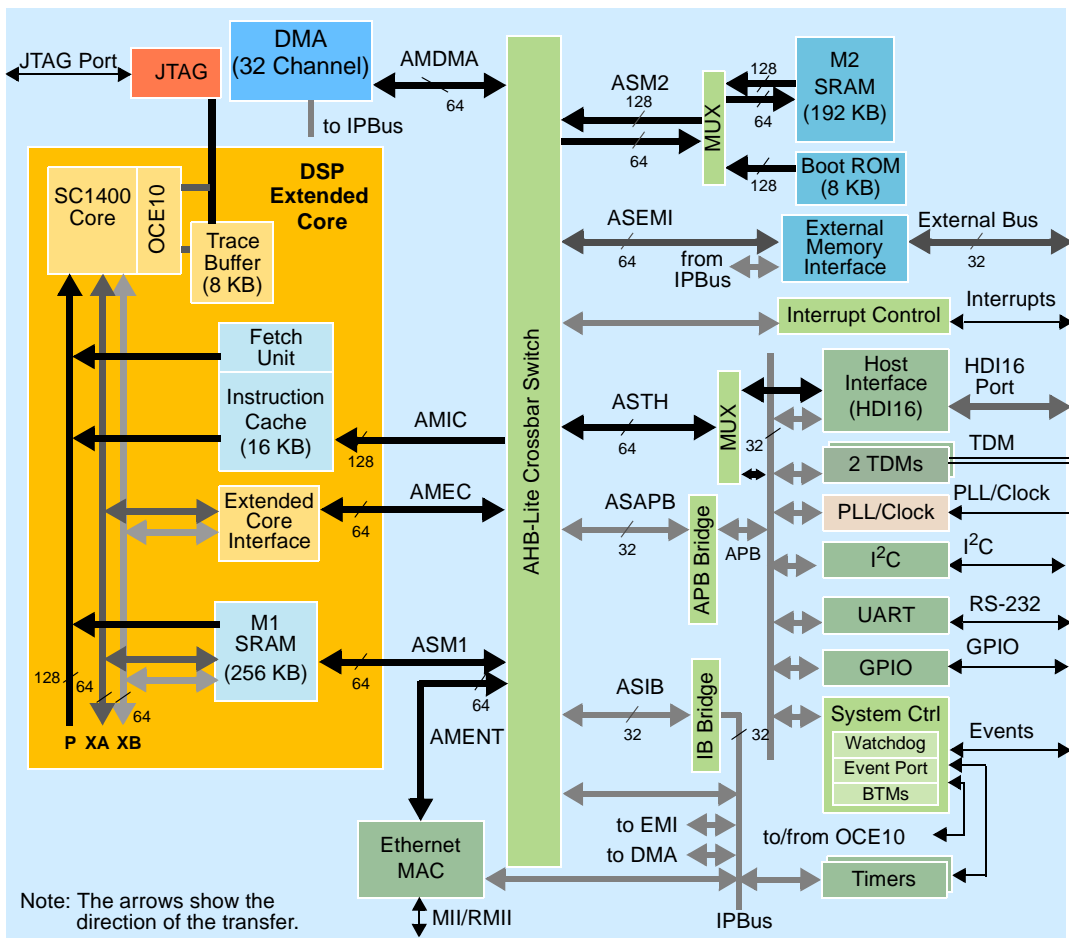 JTAG Port
JTAG
DMA
(32 Channel)
AMDMA
64
to IPBus
DSP
Extended
Core
SC1400
Core
OCE10
Trace
Buffer
(8 KB)
Fetch
Unit
Instruction
Cache
(16 KB)
AMIC
128
Extended
Core
Interface
AMEC
64
M1
SRAM
(256 KB)
ASM1
64
128
64
64
P
XA
XB
64
AMENT
Ethernet
MAC
MII/RMII
Note: The arrows show the
direction of the transfer.
AHB-Lite Crossbar Switch
ASM2
128
64
MUX
128
64
128
M2
SRAM
(192 KB)
Boot ROM
(8 KB)
ASEMI
64
from
IPBus
External
Memory
Interface
External Bus
32
Interrupt Control
Interrupts
ASTH
64
MUX
32
Host
Interface
(HDI16)
HDI16
Port
2 TDMs
TDM
ASAPB
32
APB Bridge
APB
PLL/Clock
PLL/Clock
I2C
I2C
UART
RS-232
GPIO
GPIO
ASIB
32
IB Bridge
32
System Ctrl
Watchdog
Event Port
BTMs
Events
to EMI
to DMA
to/from OCE10
Timers
IPBus